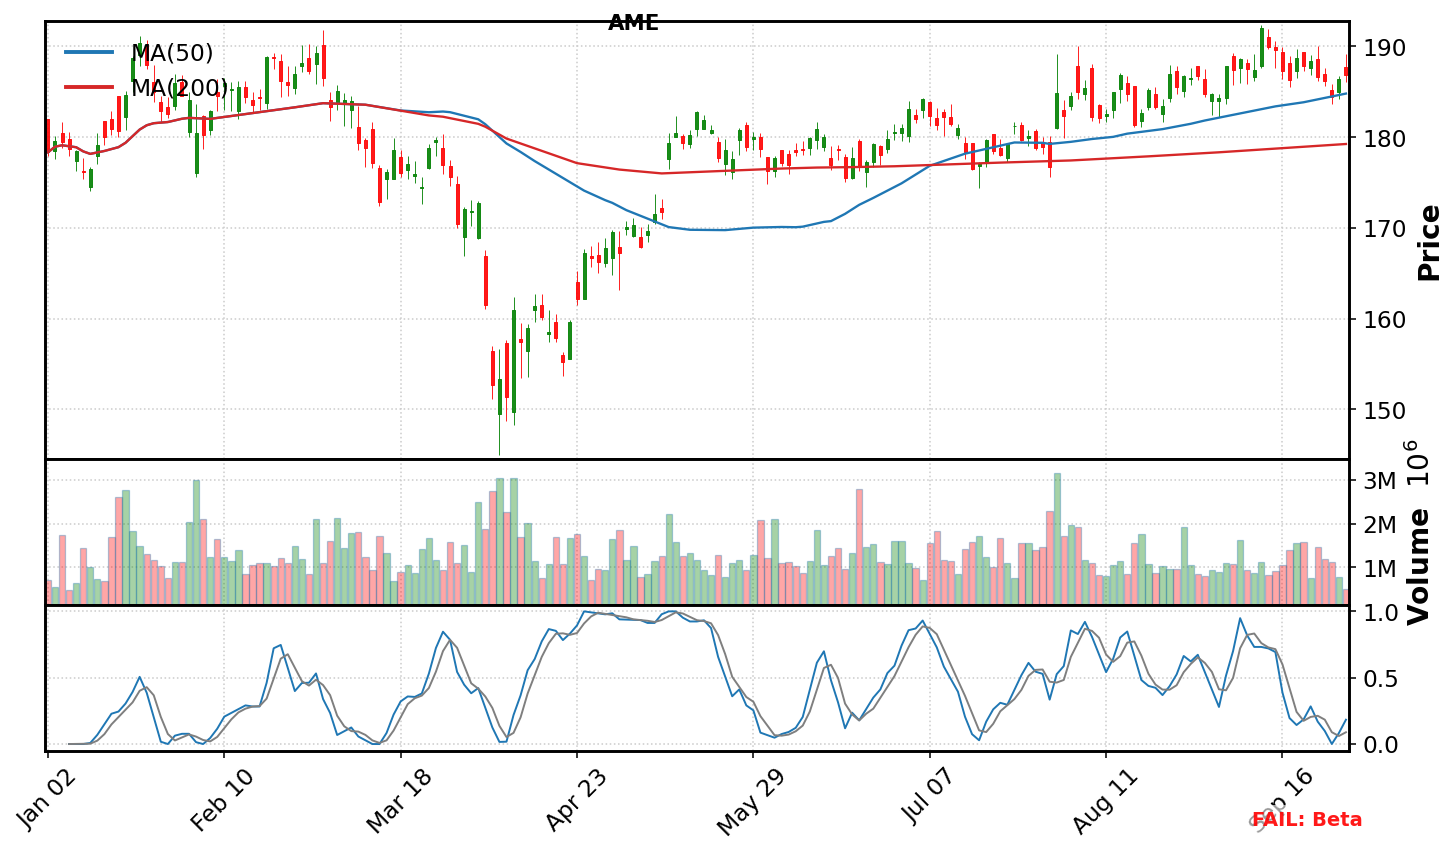 AME
MA(50)
MA(200)
190
180
170
160
150
Price
3M
2M
1M
Volume 10^6
1.0
0.5
0.0
Jan 02
Feb 10
Mar 18
Apr 23
May 29
Jul 07
Aug 11
Sep 16
FAIL: Beta